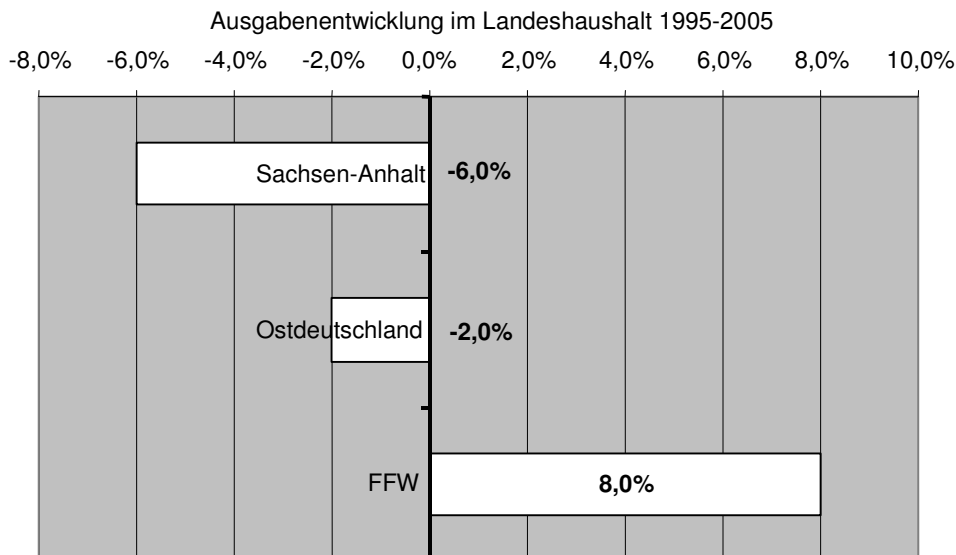 Ausgabenentwicklung im Landeshaushalt 1995-2005
-8,0% -6,0% -4,0% -2,0% 0,0% 2,0% 4,0% 6,0% 8,0% 10,0%
Sachsen-Anhalt -6,0%
Ostdeutschland -2,0%
FFW 8,0%